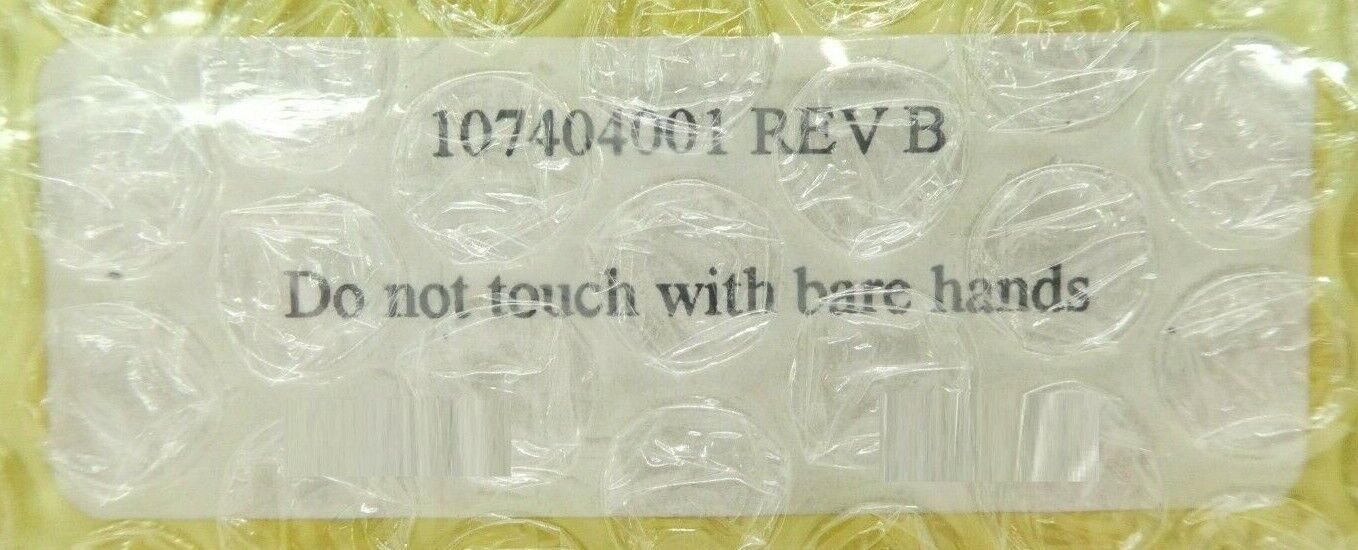 107404001 REV B
Do not touch with bare hands